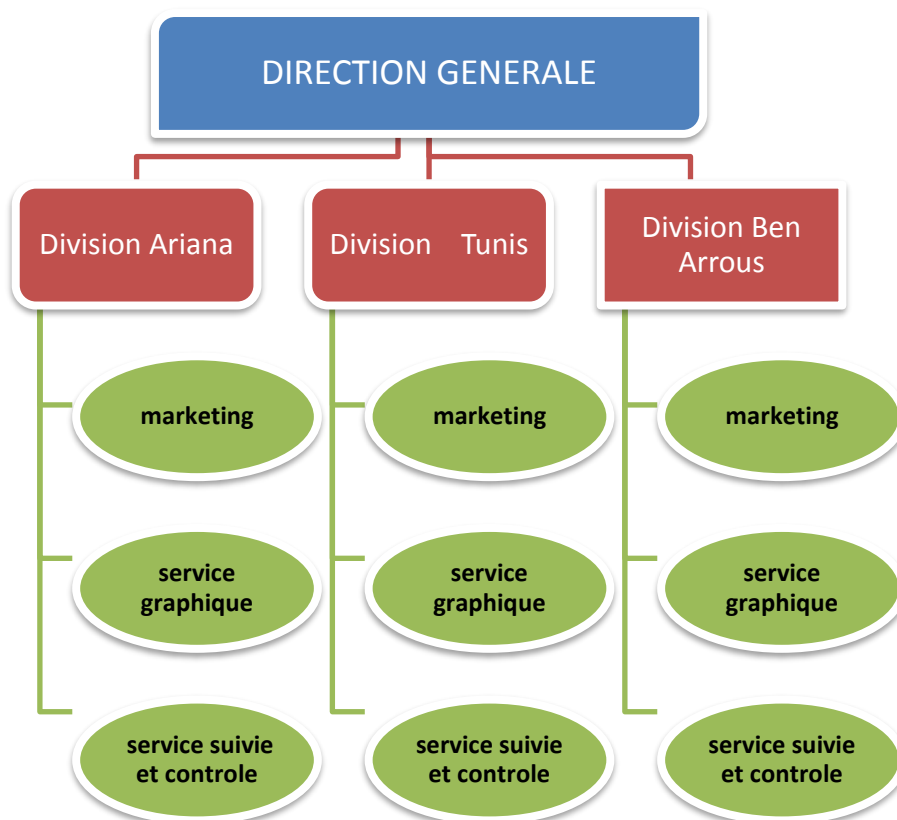 DIRECTION GENERALE
Division Ariana
Division Tunis
Division Ben
Arrous
marketing
marketing
marketing
service
graphique
service
graphique
service
graphique
service suivie
et controle
service suivie
et controle
service suivie
et controle